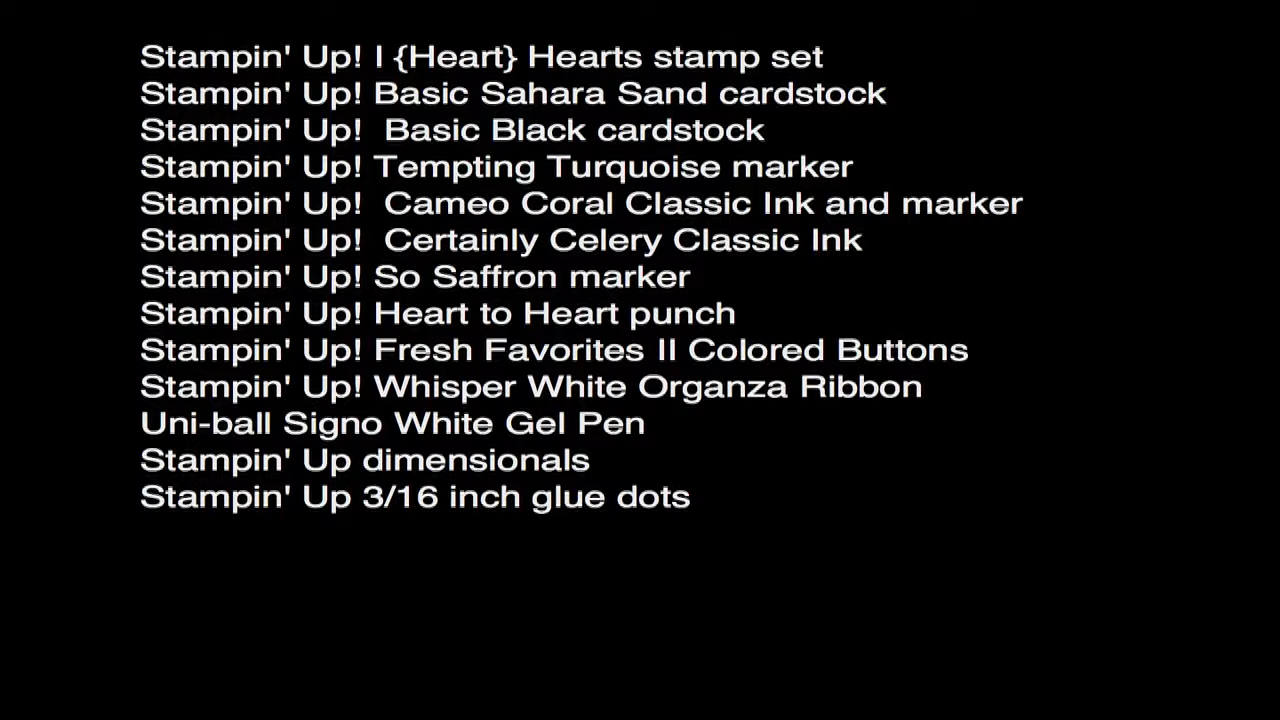 Stampin' Up! I {Heart} Hearts stamp set
Stampin' Up! Basic Sahara Sand cardstock
Stampin' Up!  Basic Black cardstock
Stampin' Up! Tempting Turquoise marker
Stampin' Up!  Cameo Coral Classic Ink and marker
Stampin' Up!  Certainly Celery Classic Ink
Stampin' Up! So Saffron marker
Stampin' Up! Heart to Heart punch
Stampin' Up! Fresh Favorites II Colored Buttons
Stampin' Up! Whisper White Organza Ribbon
Uni-ball Signo White Gel Pen
Stampin' Up dimensionals
Stampin' Up 3/16 inch glue dots